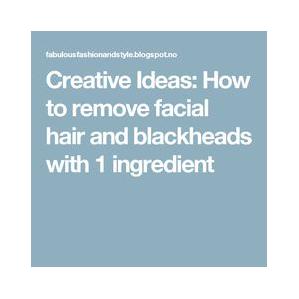 fabulousfashionandstyle.blogspot.no
Creative Ideas: How
to remove facial
hair and blackheads
with 1 ingredient